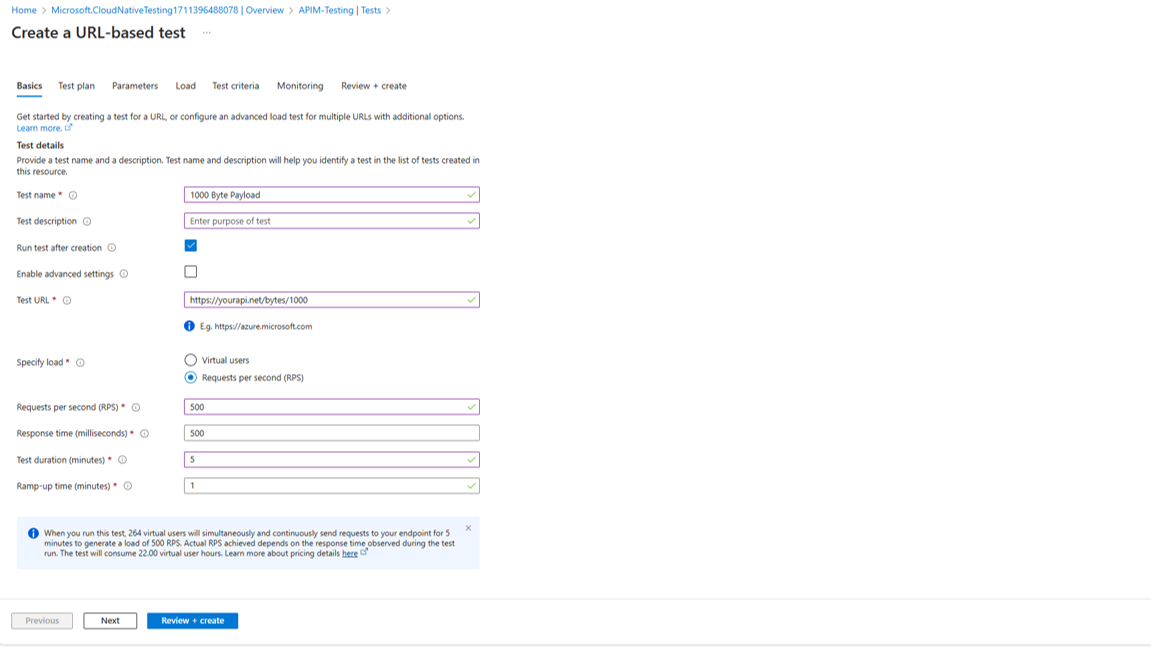 Home > Microsoft.CloudNativeTesting1711396488078 | Overview > APIM-Testing | Tests >
Create a URL-based test ...
Basics Test plan Parameters Load Test criteria Monitoring Review + create
Get started by creating a test for a URL, or configure an advanced load test for multiple URLs with additional options.
Learn more.
Test details
Provide a test name and a description. Test name and description will help you identify a test in the list of tests created in
this resource.
Test name * 1000 Byte Payload
Test description Enter purpose of test
Run test after creation
Enable advanced settings
Test URL * https://yourapi.net/bytes/1000
E.g. https://azure.microsoft.com
Specify load * Virtual users
Requests per second (RPS)
Requests per second (RPS) * 500
Response time (milliseconds) * 500
Test duration (minutes) * 5
Ramp-up time (minutes) * 1
When you run this test, 264 virtual users will simultaneously and continuously send requests to your endpoint for 5
minutes to generate a load of 500 RPS. Actual RPS achieved depends on the response time observed during the test
run. The test will consume 22.00 virtual user hours. Learn more about pricing details here
Previous Next Review + create